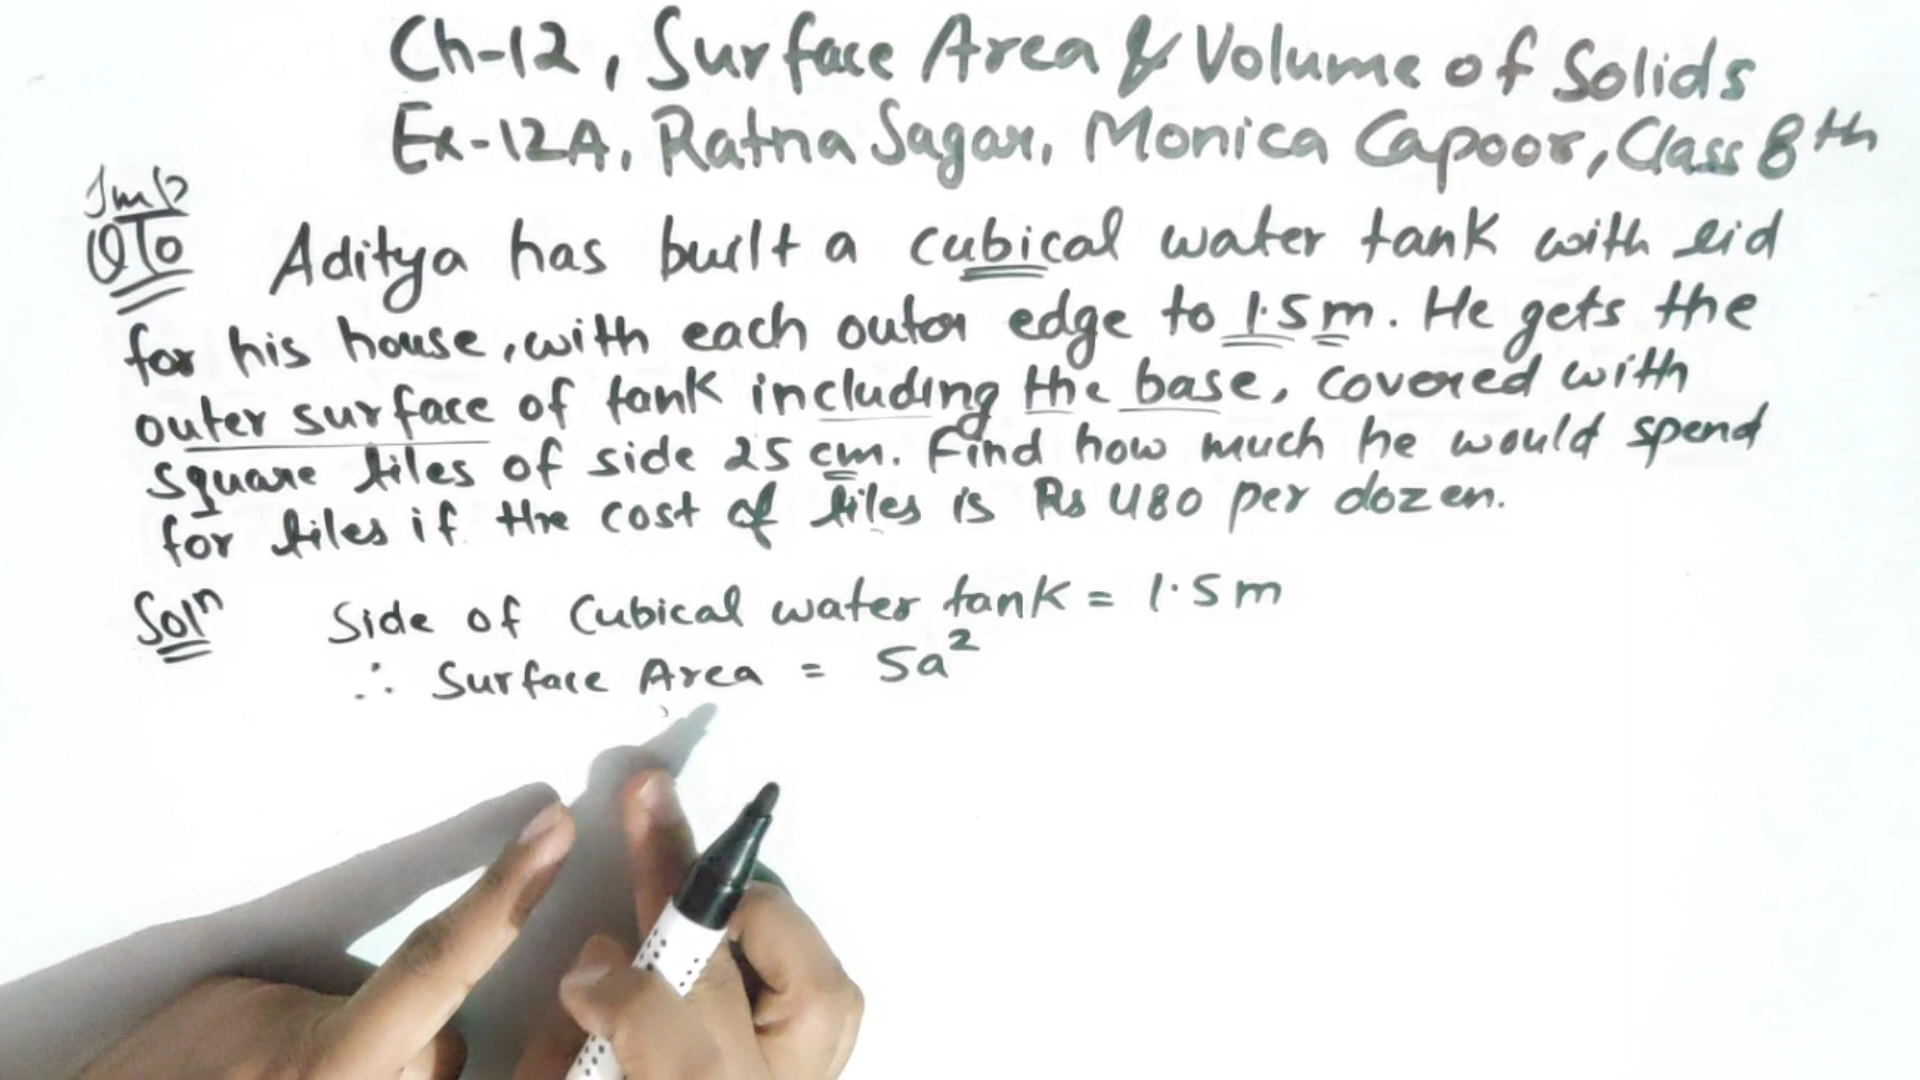 Ch-12, Surface Area & Volume of Solids
Ex-12A, Ratna Sagar, Monica Capoor, Class 8th
Imp
Q10 Aditya has built a cubical water tank with lid
for his house, with each outer edge to 1.5m. He gets the
outer surface of tank including the base, covered with
square tiles of side 25 cm. Find how much he would spend
for tiles if the cost of tiles is Rs 480 per dozen.
Solⁿ Side of Cubical water tank = 1.5m
∴ Surface Area = 5a²